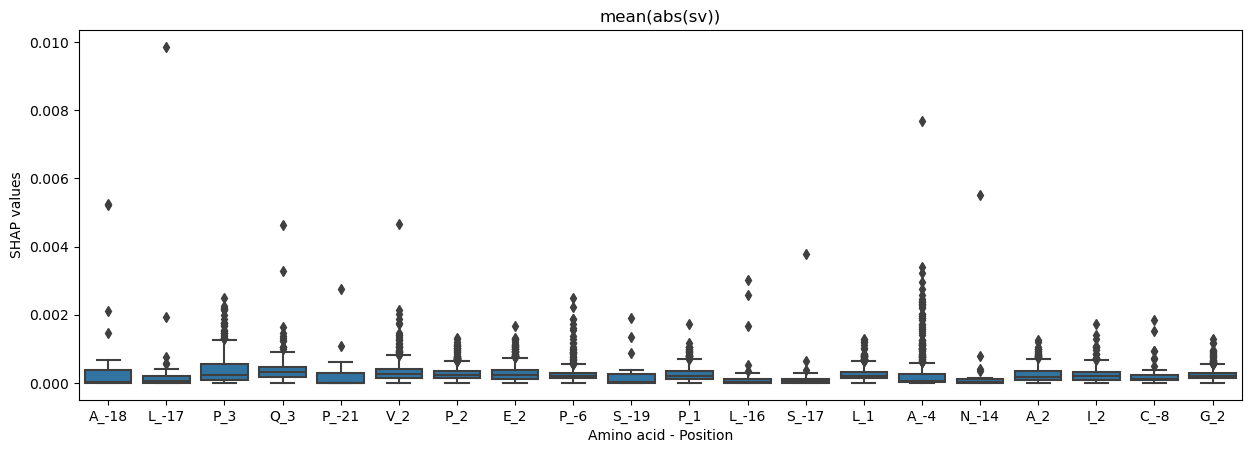 mean(abs(sv))
0.010
0.008
0.006
0.004
0.002
0.000
SHAP values
A_-18 L_-17 P_3 Q_3 P_-21 V_2 P_2 E_2 P_-6 S_-19 P_1 L_-16 S_-17 L_1 A_-4 N_-14 A_2 I_2 C_-8 G_2
Amino acid - Position